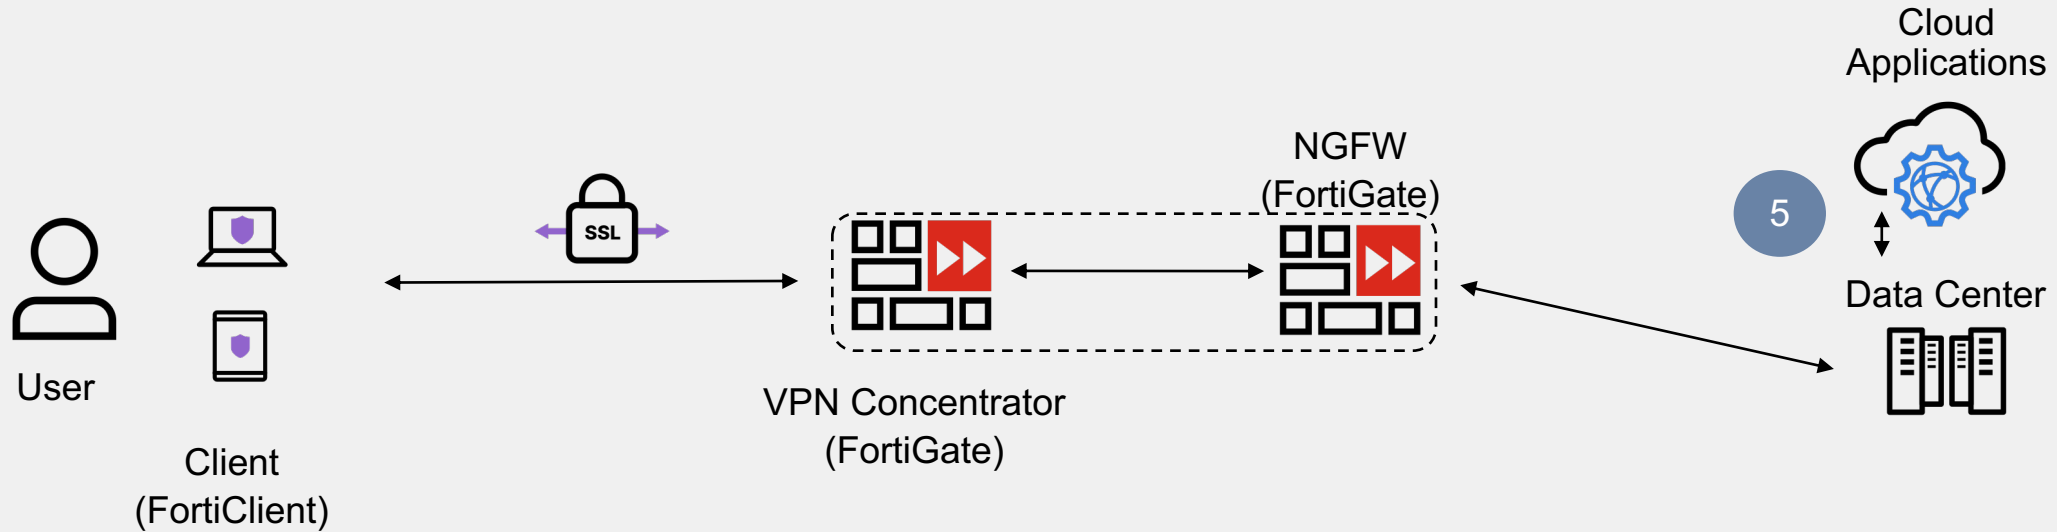 User
Client
(FortiClient)
SSL
VPN Concentrator
(FortiGate)
NGFW
(FortiGate)
5
Cloud
Applications
Data Center